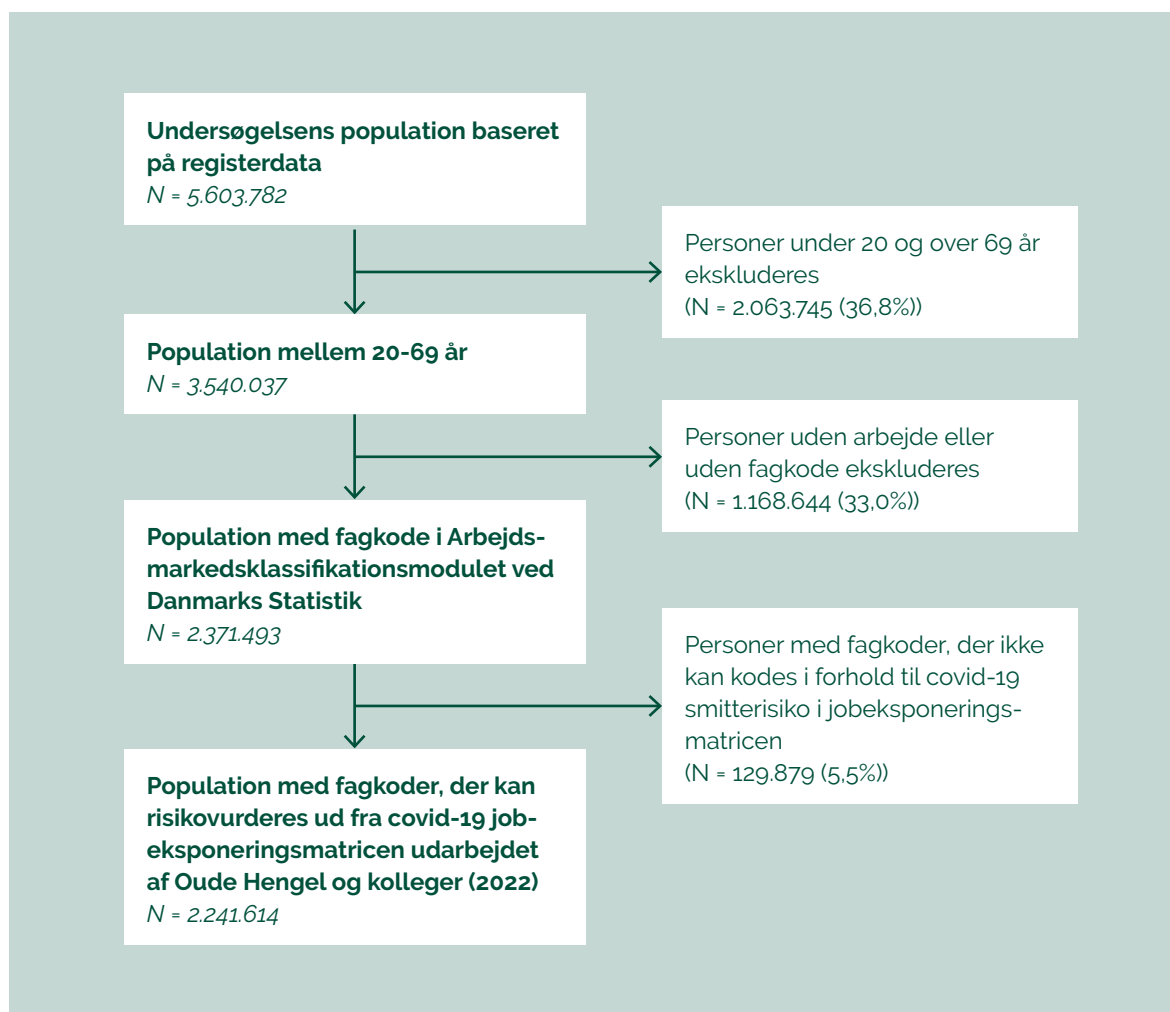 Undersøgelsens population baseret
på registerdata
N = 5.603.782
Personer under 20 og over 69 år
ekskluderes
(N = 2.063.745 (36,8%))
Population mellem 20-69 år
N = 3.540.037
Personer uden arbejde eller
uden fagkode ekskluderes
(N = 1.168.644 (33,0%))
Population med fagkode i Arbejds-
markedsklassifikationsmodulet ved
Danmarks Statistik
N = 2.371.493
Personer med fagkoder, der ikke
kan kodes i forhold til covid-19
smitterisiko i jobeksponerings-
matricen
(N = 129.879 (5,5%))
Population med fagkoder, der kan
risikovurderes ud fra covid-19 job-
eksponeringsmatricen udarbejdet
af Oude Hengel og kolleger (2022)
N = 2.241.614